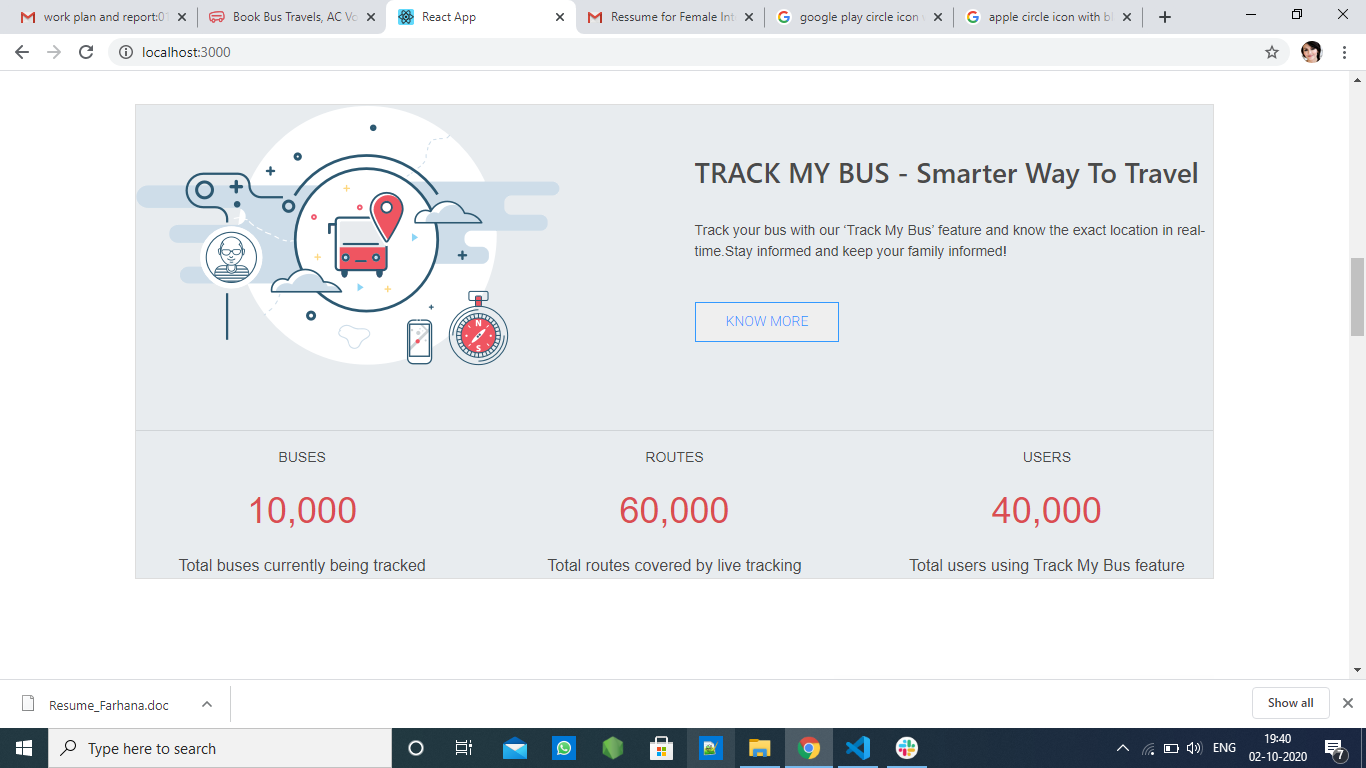 work plan and report:01
Book Bus Travels, AC Vo
React App
Ressume for Female Int
google play circle icon
apple circle icon with bl
localhost:3000
N
S
TRACK MY BUS - Smarter Way To Travel
Track your bus with our ‘Track My Bus’ feature and know the exact location in real-
time.Stay informed and keep your family informed!
KNOW MORE
BUSES
ROUTES
USERS
10,000
60,000
40,000
Total buses currently being tracked
Total routes covered by live tracking
Total users using Track My Bus feature
Resume_Farhana.doc
Show all
Type here to search
ENG
19:40
02-10-2020
7